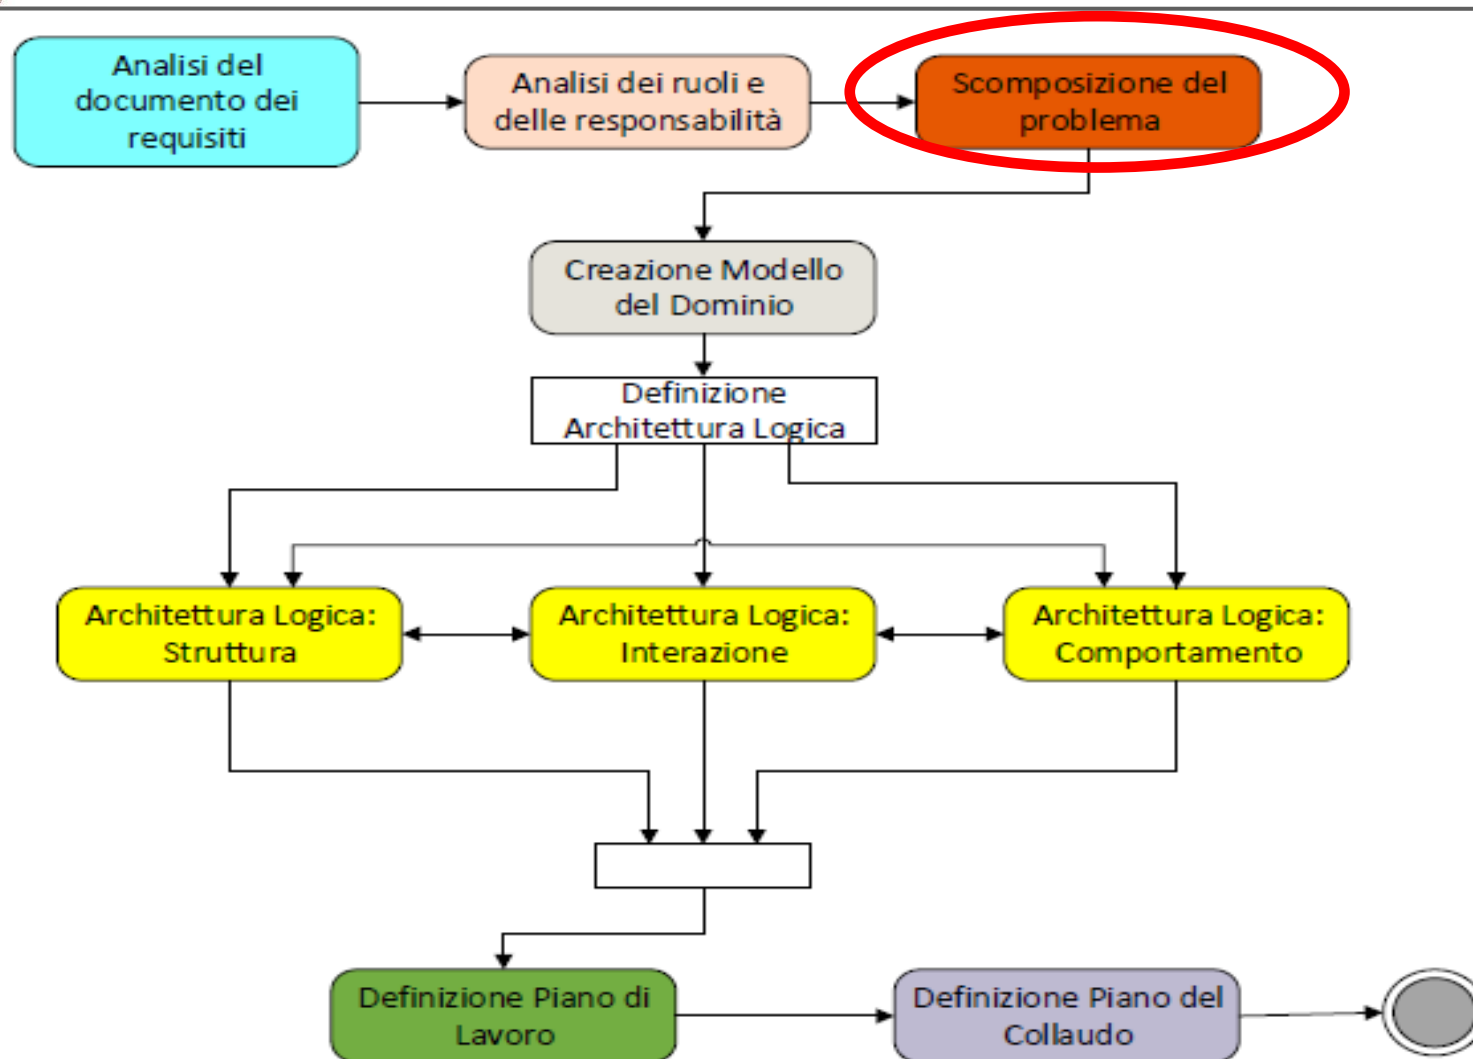 Analisi del
documento dei
requisiti
Analisi dei ruoli e
delle responsabilità
Scomposizione del
problema
Creazione Modello
del Dominio
Definizione
Architettura Logica
Architettura Logica:
Struttura
Architettura Logica:
Interazione
Architettura Logica:
Comportamento
Definizione Piano di
Lavoro
Definizione Piano del
Collaudo